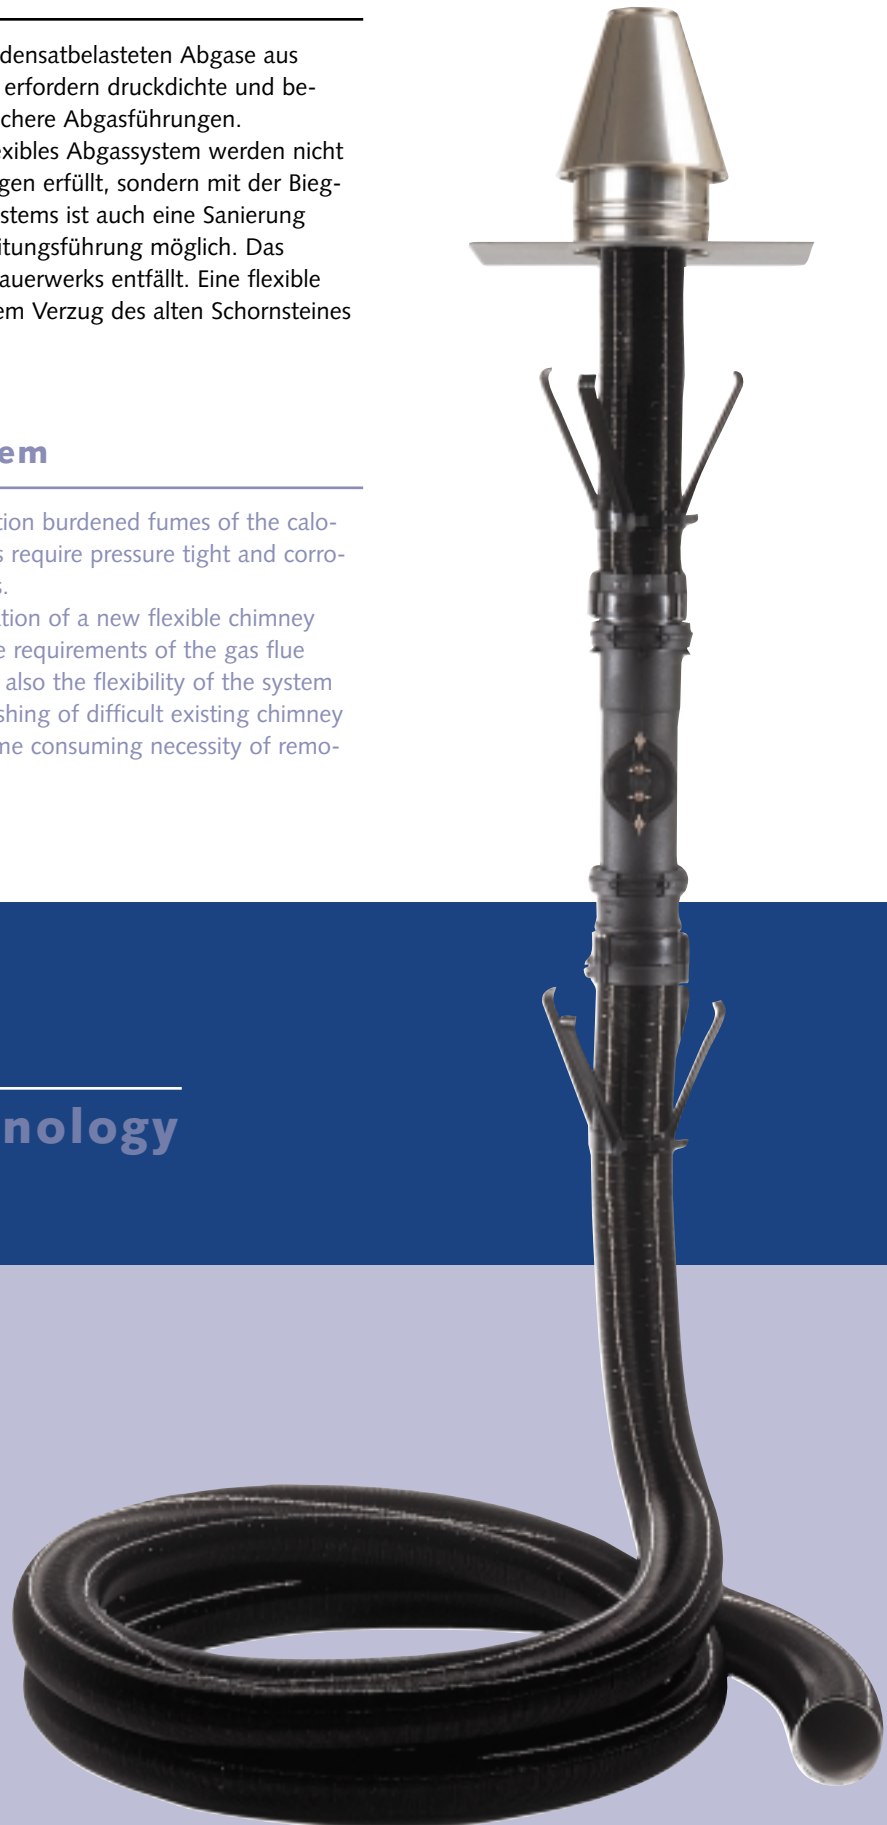 densatbelasteten Abgase aus
erfordern druckdichte und be-
chere Abgasführungen.
exibles Abgassystem werden nicht
gen erfüllt, sondern mit der Bieg-
stems ist auch eine Sanierung
itungsführung möglich. Das
auerwerks entfällt. Eine flexible
em Verzug des alten Schornsteines
em
tion burdened fumes of the calo-
s require pressure tight and corro-
s.
ation of a new flexible chimney
e requirements of the gas flue
also the flexibility of the system
shing of difficult existing chimney
me consuming necessity of remo-
nology